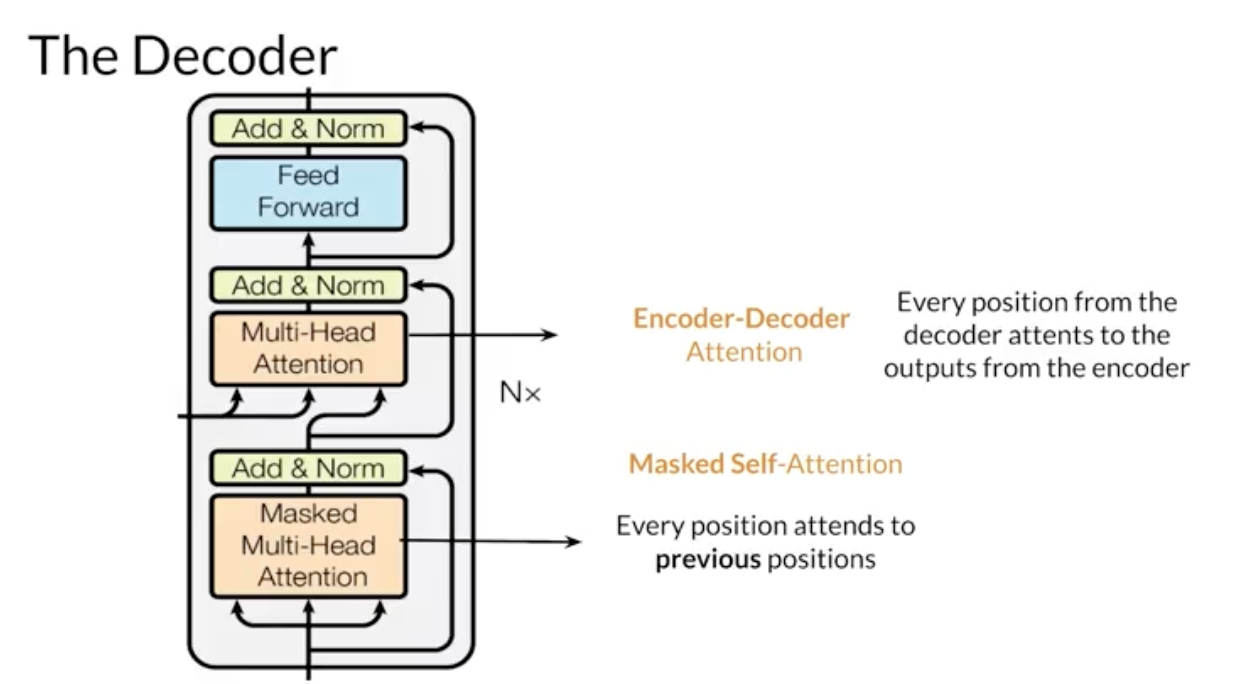 The Decoder
Add & Norm
Feed
Forward
Add & Norm
Multi-Head
Attention
Encoder-Decoder
Attention
Every position from the
decoder attents to the
outputs from the encoder
N×
Add & Norm
Masked
Multi-Head
Attention
Masked Self-Attention
Every position attends to
previous positions